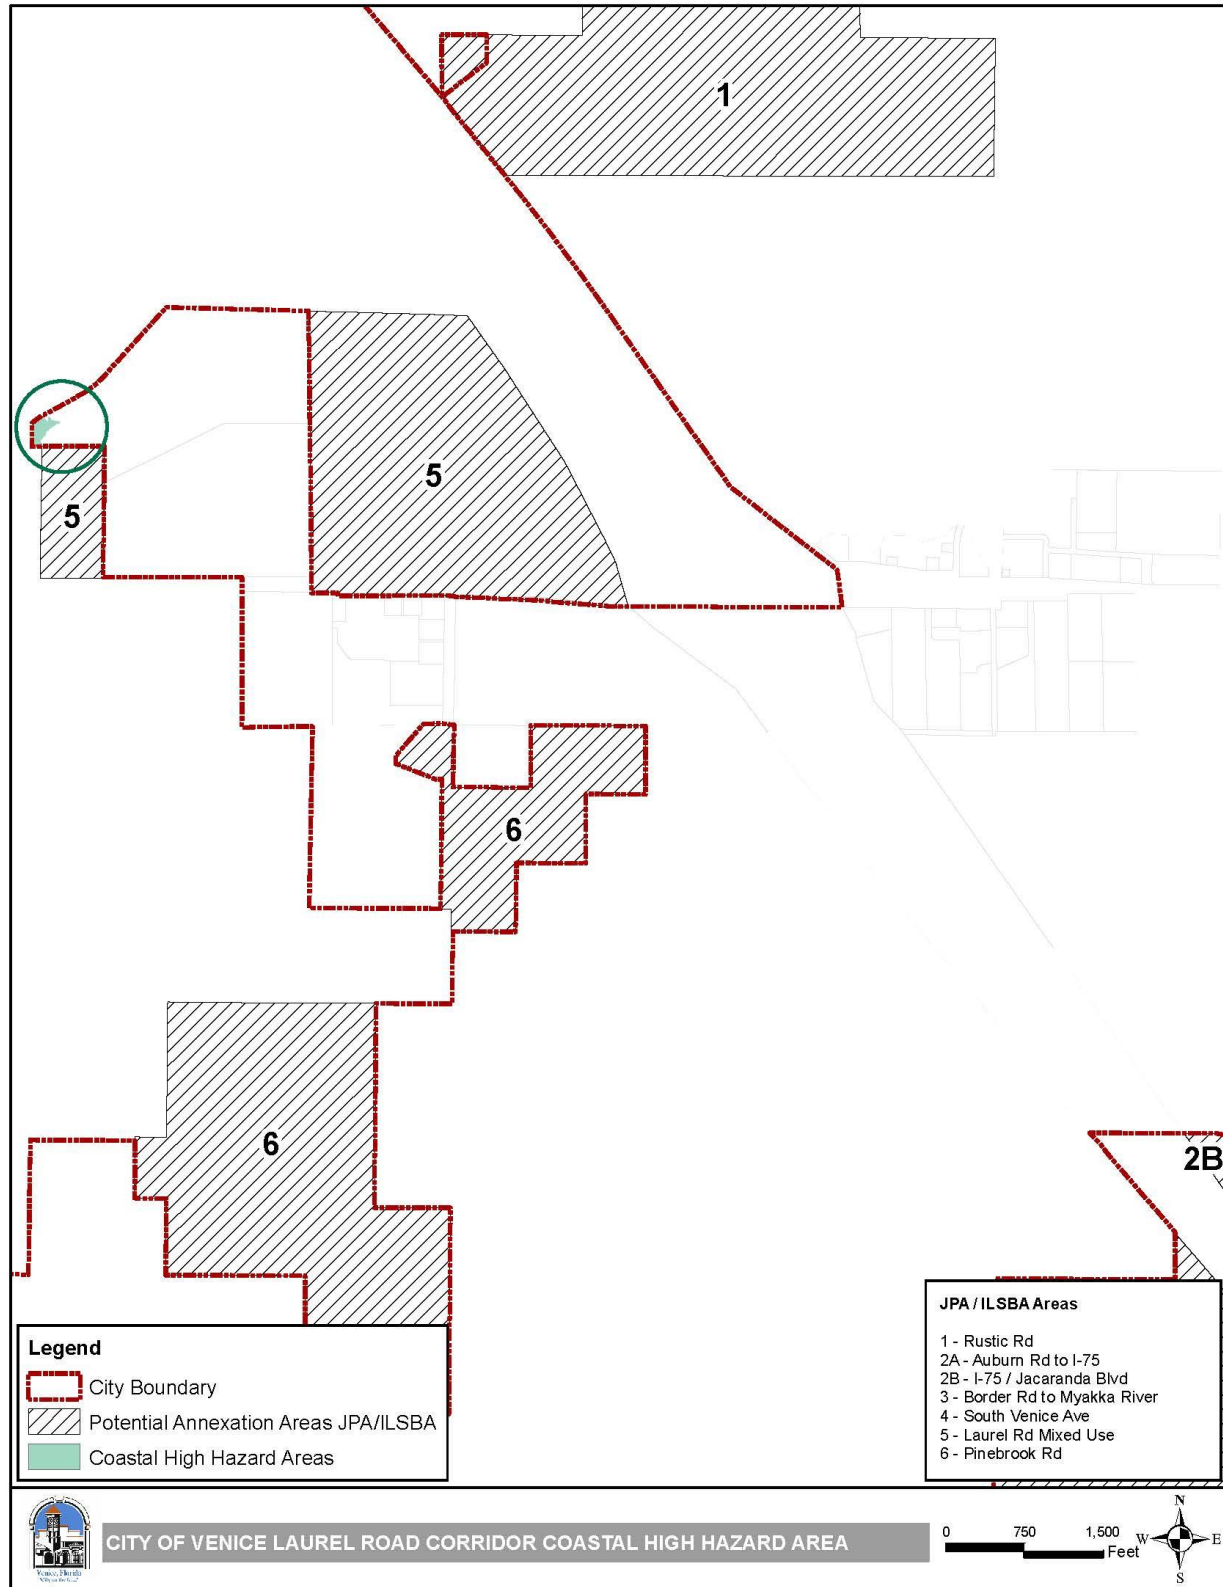 1
5
5
6
6
2B
JPA / ILSBA Areas
1 - Rustic Rd
2A - Auburn Rd to I-75
2B - I-75 / Jacaranda Blvd
3 - Border Rd to Myakka River
4 - South Venice Ave
5 - Laurel Rd Mixed Use
6 - Pinebrook Rd
Legend
City Boundary
Potential Annexation Areas JPA/ILSBA
Coastal High Hazard Areas
Venice, Florida
CITY OF VENICE LAUREL ROAD CORRIDOR COASTAL HIGH HAZARD AREA
0 750 1,500
Feet
N
W E
S